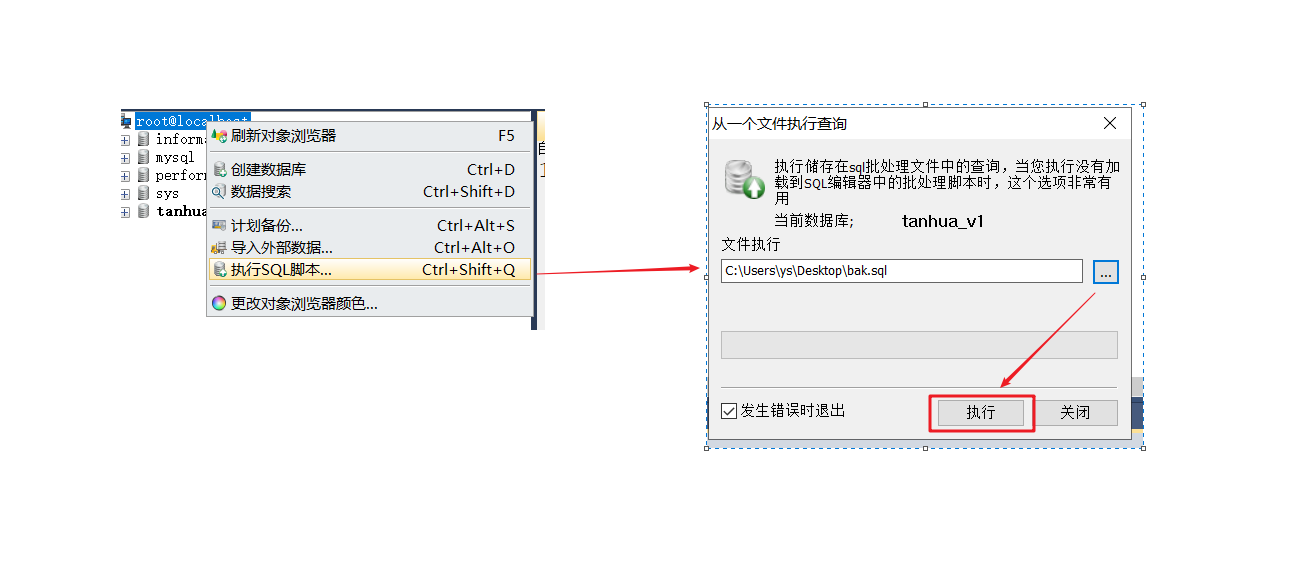 root@localhost
刷新对象浏览器 F5
创建数据库 Ctrl+D
数据搜索 Ctrl+Shift+D
计划备份... Ctrl+Alt+S
导入外部数据... Ctrl+Alt+O
执行SQL脚本... Ctrl+Shift+Q
更改对象浏览器颜色...
inform
mysql
perfor
sys
tanhua
从一个文件执行查询
执行储存在sql批处理文件中的查询，当您执行没有加
载到SQL编辑器中的批处理脚本时，这个选项非常有
用
当前数据库; tanhua_v1
文件执行
C:\Users\ys\Desktop\bak.sql
...
发生错误时退出
执行
关闭